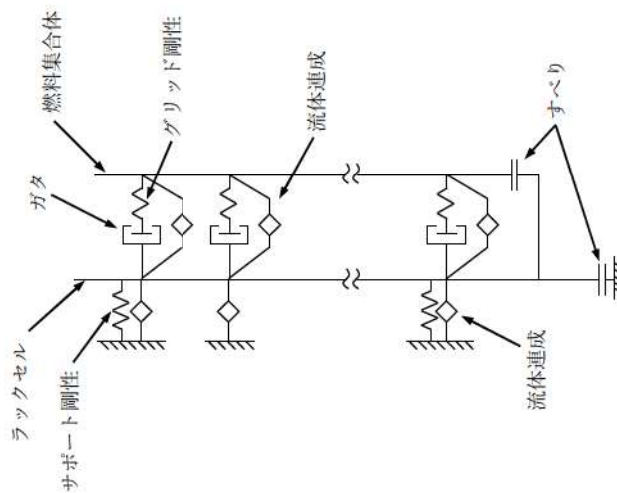 ラックセル
サポート剛性
ガタ
燃料集合体
グリッド剛性
流体連成
流体連成
すべり